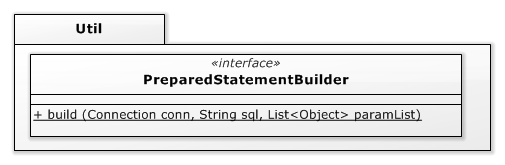 Util
«interface»
PreparedStatementBuilder
+ build (Connection conn, String sql, List<Object> paramList)